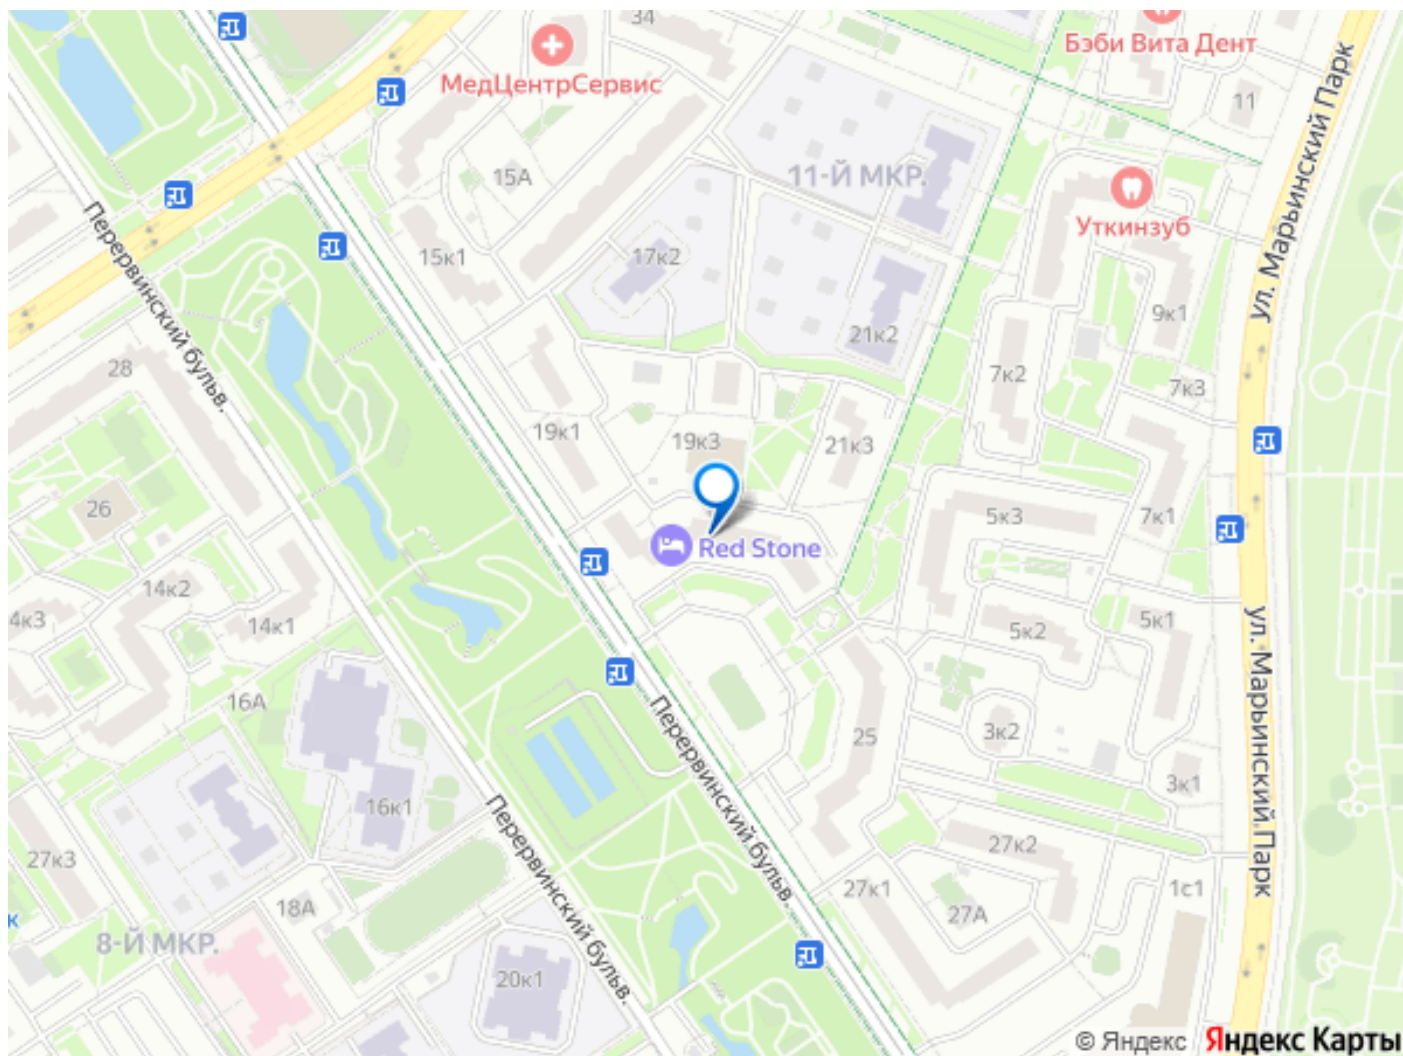 34
Бэби Вита Дент
МедЦентрСервис
11
15А
11-Й МКР.
Уткинзуб
ул. Марьинский Парк
Перервинский бульв.
15к1
17к2
9к1
21к2
28
7к2
7к3
19к1
19к3
21к3
26
5к3
7к1
Red Stone
14к2
4к3
14к1
5к2
5к1
ул. Марьинский Парк
16А
Перервинский бульв.
25
3к2
3к1
16к1
Перервинский бульв.
27к3
27к2
27к1
1с1
18А
27А
к
8-Й МКР.
20к1
© Яндекс Яндекс Карты